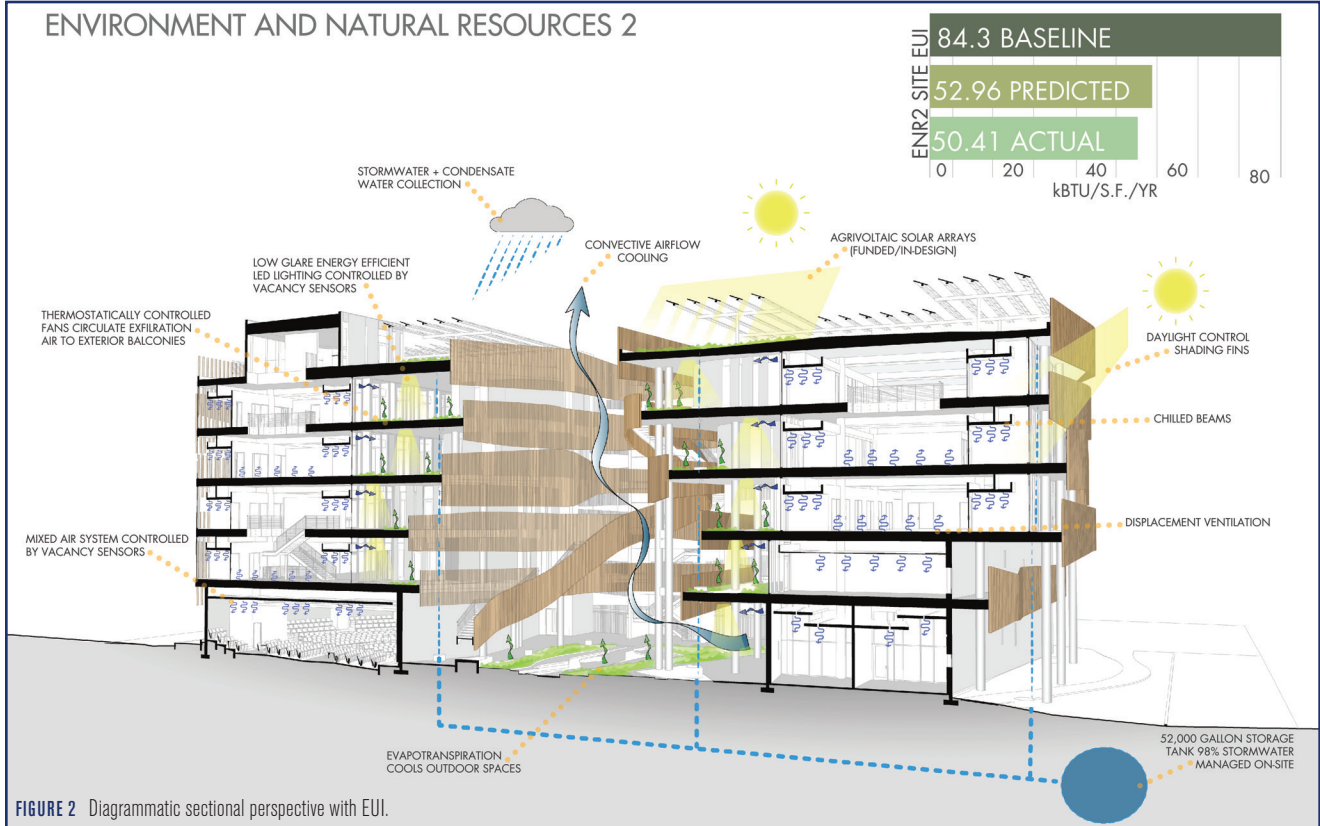 ENVIRONMENT AND NATURAL RESOURCES 2
ENR2 SITE EUI
84.3 BASELINE
52.96 PREDICTED
50.41 ACTUAL
0 20 40 60 80
kBTU/S.F./YR
STORMWATER + CONDENSATE
WATER COLLECTION
CONVECTIVE AIRFLOW
COOLING
AGRIVOLTAIC SOLAR ARRAYS
(FUNDED/IN-DESIGN)
LOW GLARE ENERGY EFFICIENT
LED LIGHTING CONTROLLED BY
VACANCY SENSORS
THERMOSTATICALLY CONTROLLED
FANS CIRCULATE EXFILRATION
AIR TO EXTERIOR BALCONIES
DAYLIGHT CONTROL
SHADING FINS
CHILLED BEAMS
DISPLACEMENT VENTILATION
MIXED AIR SYSTEM CONTROLLED
BY VACANCY SENSORS
EVAPOTRANSPIRATION
COOLS OUTDOOR SPACES
52,000 GALLON STORAGE
TANK 98% STORMWATER
MANAGED ON-SITE
FIGURE 2 Diagrammatic sectional perspective with EUI.